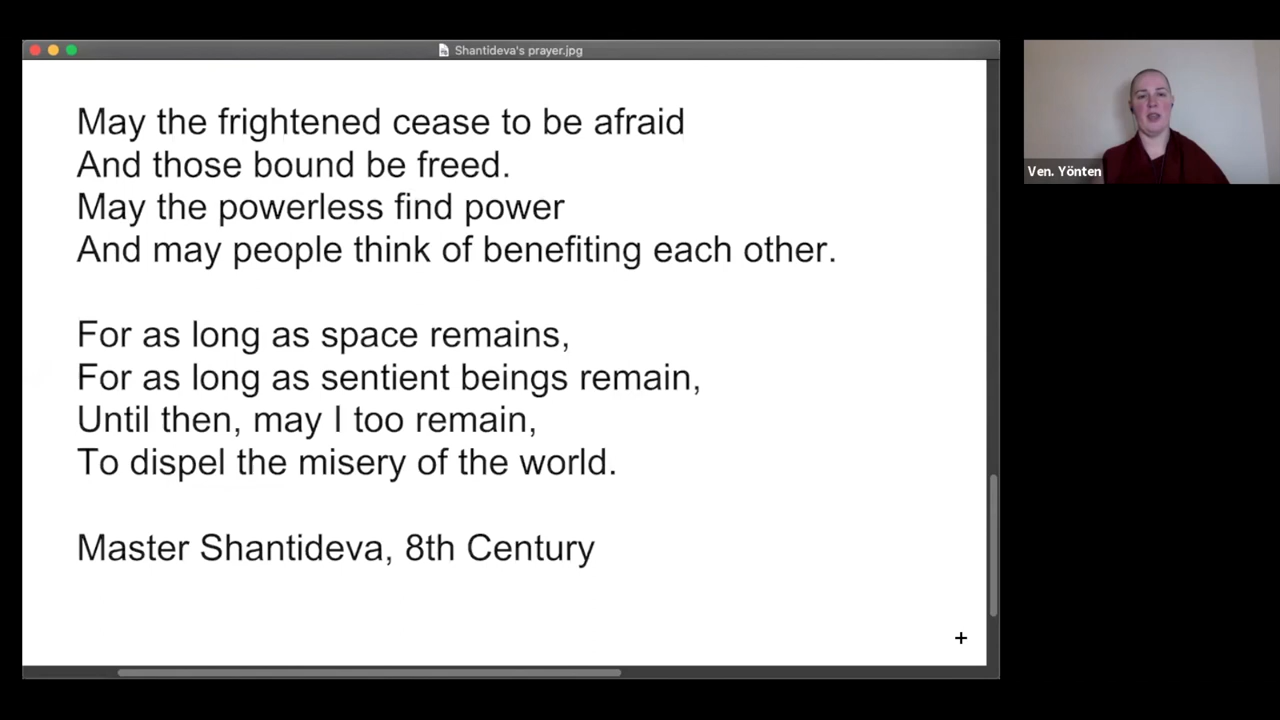 Shantideva's prayer.jpg
May the frightened cease to be afraid
And those bound be freed.
May the powerless find power
And may people think of benefiting each other.
For as long as space remains,
For as long as sentient beings remain,
Until then, may I too remain,
To dispel the misery of the world.
Master Shantideva, 8th Century
Ven. Yönten